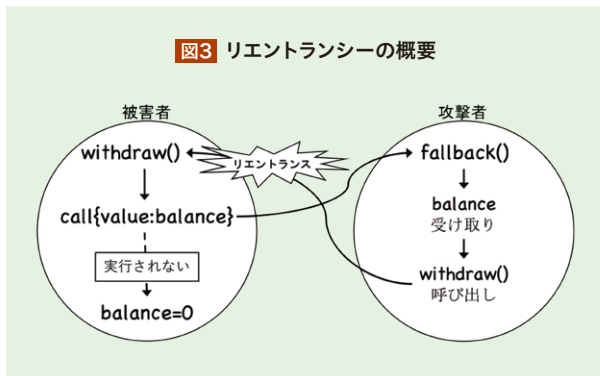 図3 リエントランシーの概要
被害者
withdraw()
call{value:balance}
実行されない
balance=0
リエントランス
攻撃者
fallback()
balance
受け取り
withdraw()
呼び出し